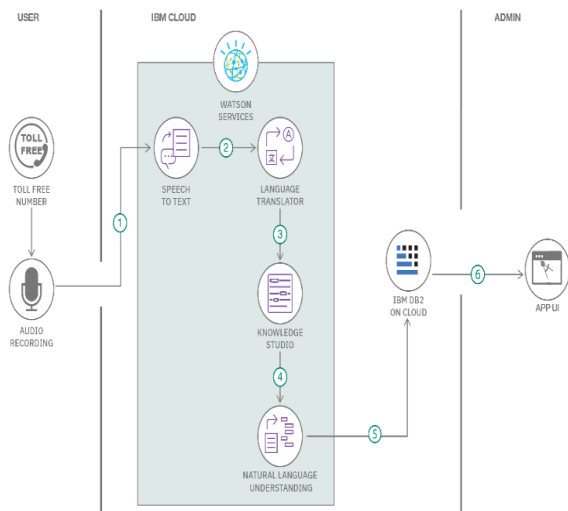 USER
IBM CLOUD
ADMIN
WATSON
SERVICES
TOLL
FREE
TOLL FREE
NUMBER
1
SPEECH
TO TEXT
2
A
文
LANGUAGE
TRANSLATOR
3
AUDIO
RECORDING
KNOWLEDGE
STUDIO
4
NATURAL LANGUAGE
UNDERSTANDING
5
IBM DB2
ON CLOUD
6
APP UI